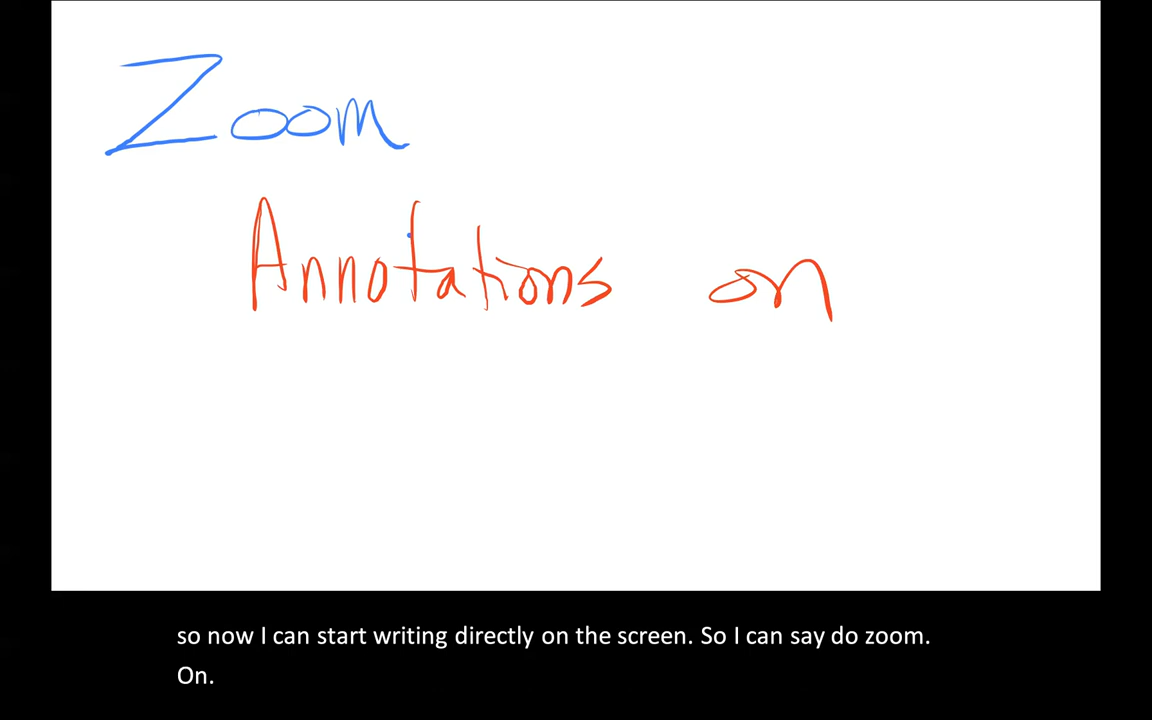 Zoom
Annotations on
so now I can start writing directly on the screen. So I can say do zoom.
On.